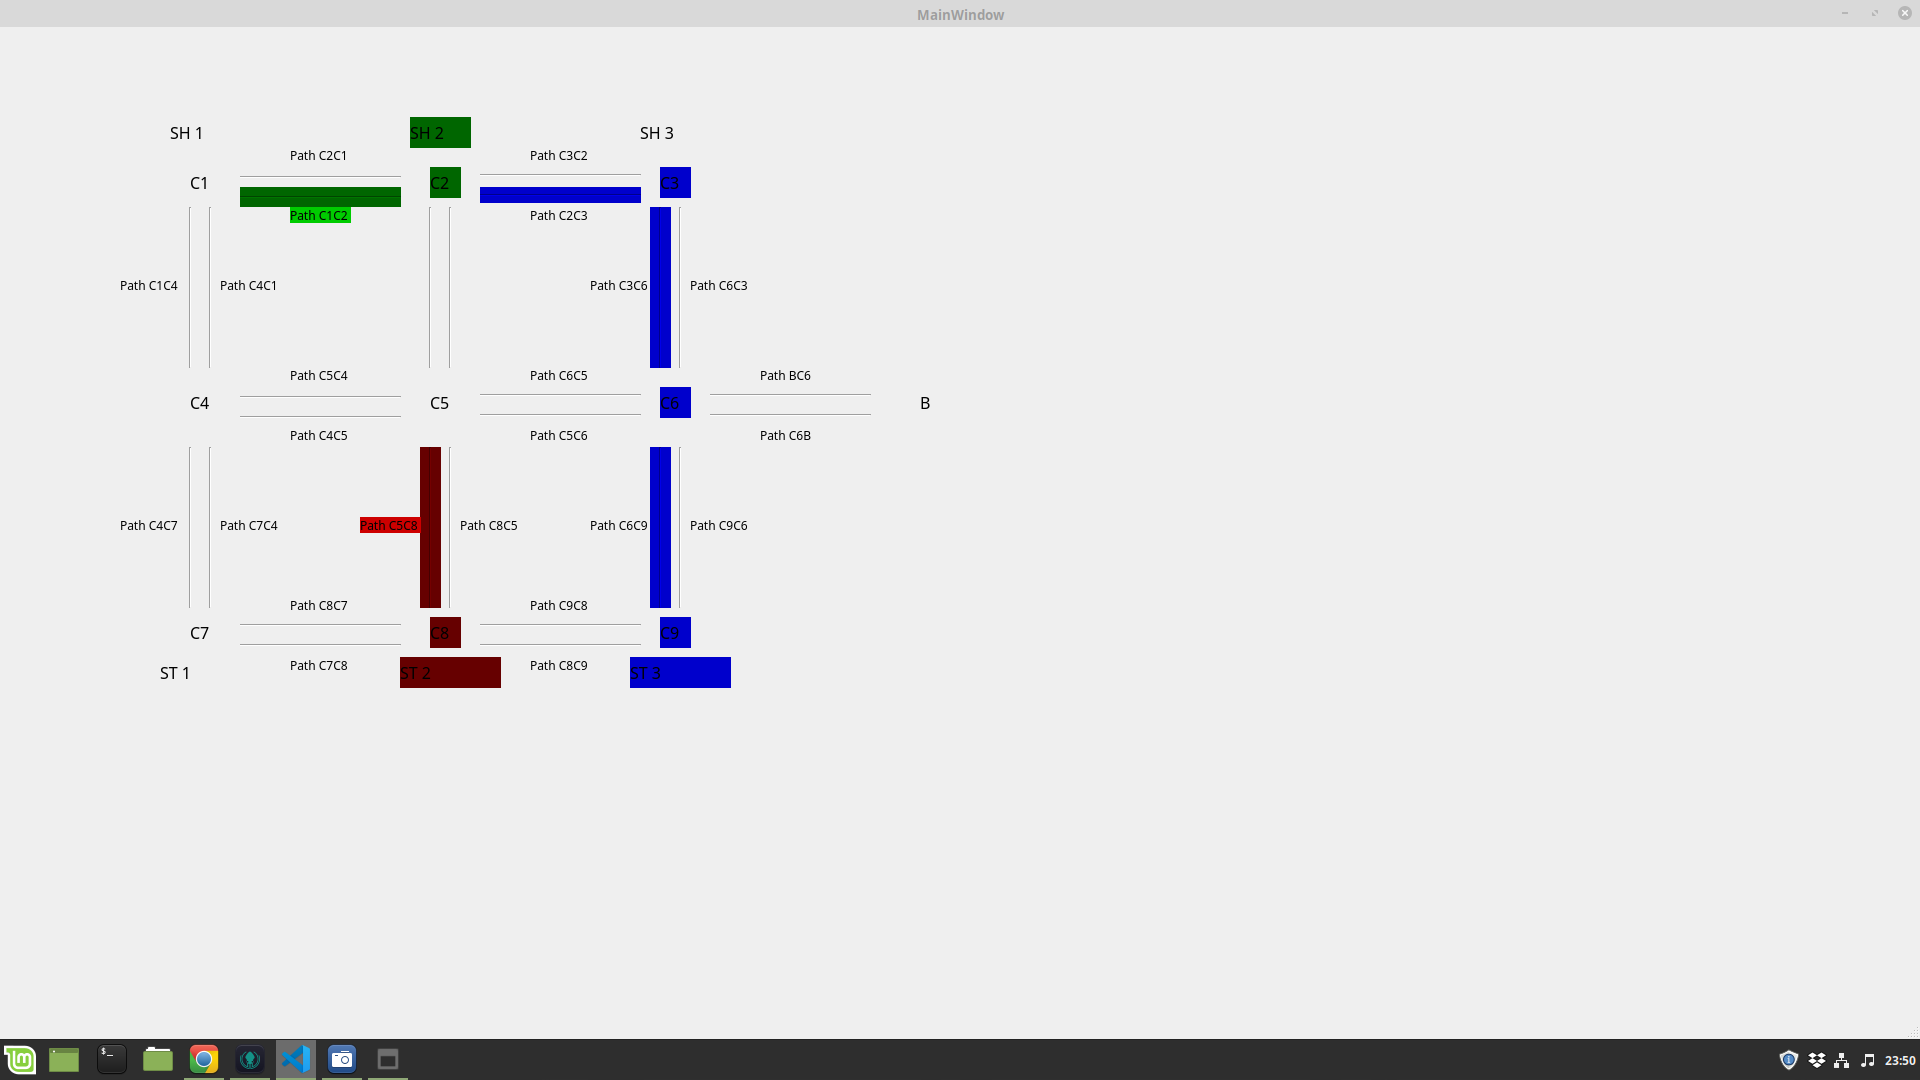 MainWindow
SH 1
SH 2
SH 3
Path C2C1
Path C3C2
C1
C2
C3
Path C1C2
Path C2C3
Path C1C4
Path C4C1
Path C3C6
Path C6C3
Path C5C4
Path C6C5
Path BC6
C4
C5
C6
B
Path C4C5
Path C5C6
Path C6B
Path C4C7
Path C7C4
Path C5C8
Path C8C5
Path C6C9
Path C9C6
Path C8C7
Path C9C8
C7
C8
C9
Path C7C8
Path C8C9
ST 1
ST 2
ST 3
23:50